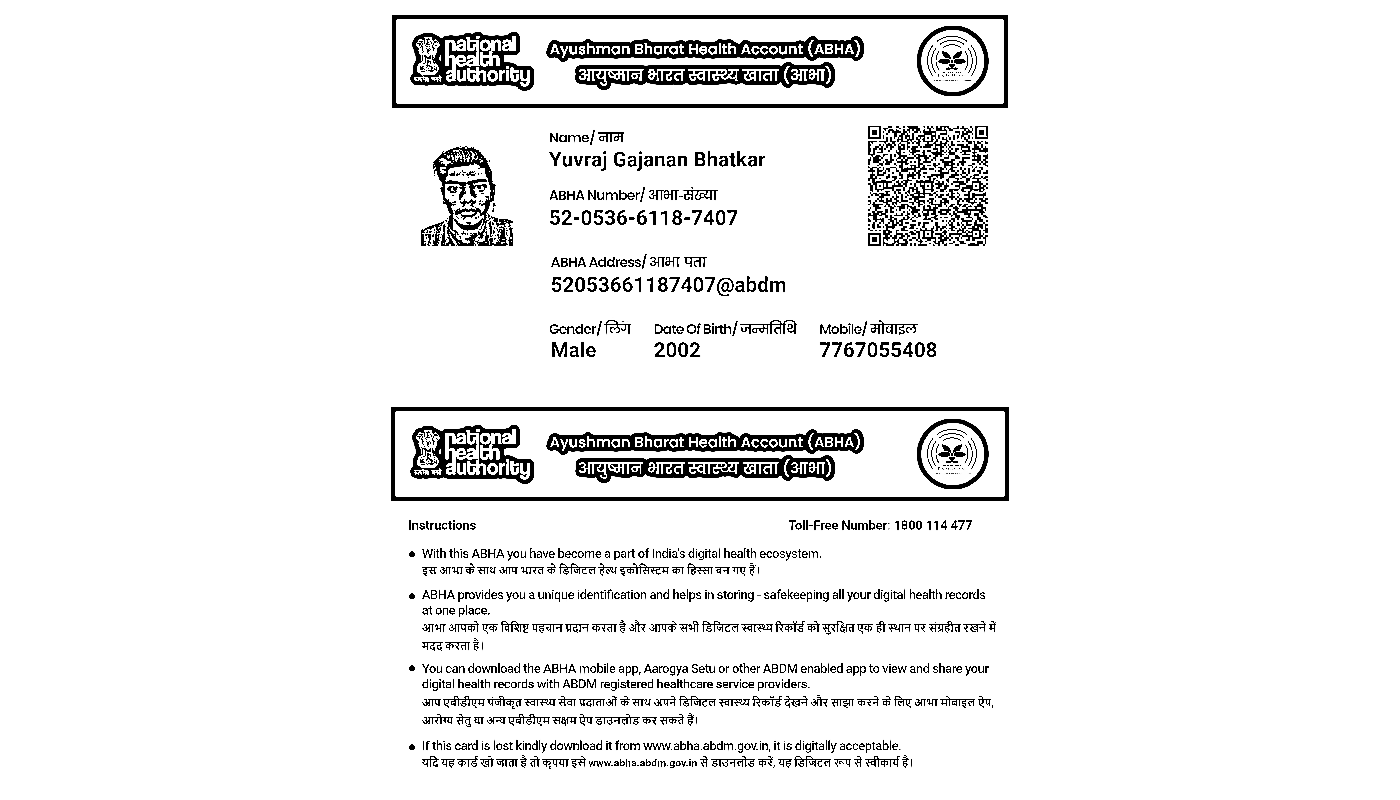 national
health
authority
Ayushman Bharat Health Account (ABHA)
आयुष्मान भारत स्वास्थ्य खाता (आभा)
Name/ नाम
Yuvraj Gajanan Bhatkar
ABHA Number/ आभा-संख्या
52-0536-6118-7407
ABHA Address/ आभा पता
52053661187407@abdm
Gender/ लिंग Date Of Birth/ जन्मतिथि Mobile/ मोबाइल
Male 2002 7767055408
national
health
authority
Ayushman Bharat Health Account (ABHA)
आयुष्मान भारत स्वास्थ्य खाता (आभा)
Instructions Toll-Free Number: 1800 114 477
With this ABHA you have become a part of India's digital health ecosystem.
इस आभा के साथ आप भारत के डिजिटल हेल्थ इकोसिस्टम का हिस्सा बन गए हैं।
ABHA provides you a unique identification and helps in storing - safekeeping all your digital health records
at one place.
आभा आपको एक विशिष्ट पहचान प्रदान करता है और आपके सभी डिजिटल स्वास्थ्य रिकॉर्ड को सुरक्षित एक ही स्थान पर संग्रहीत रखने में
मदद करता है।
You can download the ABHA mobile app, Aarogya Setu or other ABDM enabled app to view and share your
digital health records with ABDM registered healthcare service providers.
आप एबीडीएम पंजीकृत स्वास्थ्य सेवा प्रदाताओं के साथ अपने डिजिटल स्वास्थ्य रिकॉर्ड देखने और साझा करने के लिए आभा मोबाइल ऐप,
आरोग्य सेतु या अन्य एबीडीएम सक्षम ऐप डाउनलोड कर सकते हैं।
If this card is lost kindly download it from www.abha.abdm.gov.in, it is digitally acceptable.
यदि यह कार्ड खो जाता है तो कृपया इसे www.abha.abdm.gov.in से डाउनलोड करें, यह डिजिटल रूप से स्वीकार्य है।